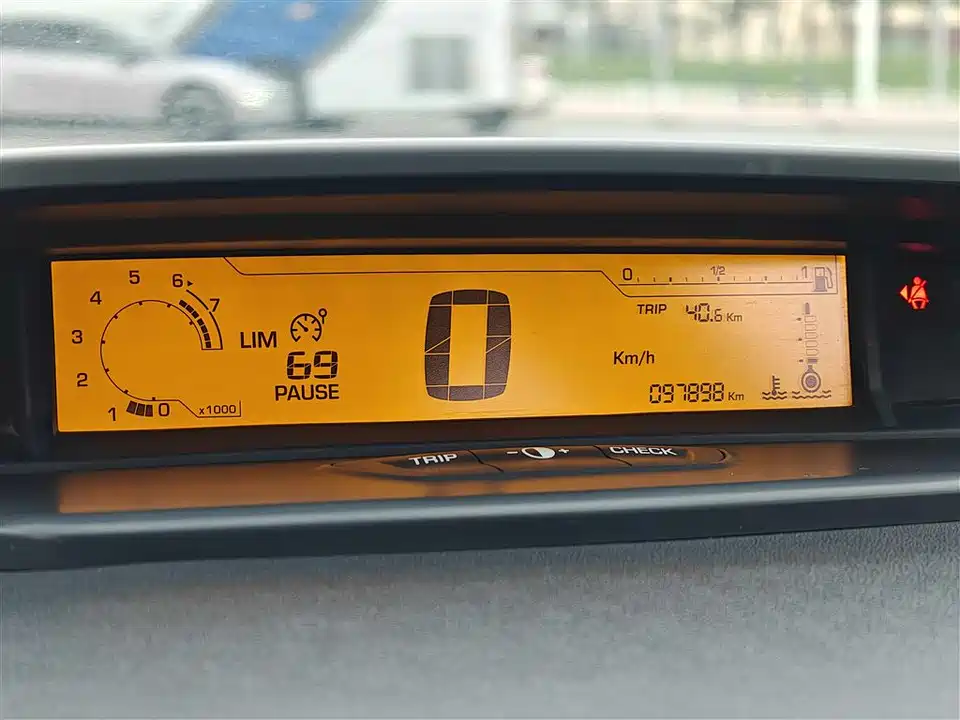 5 6 7
4
3
2
1 0
x1000
LIM
69
PAUSE
0
Km/h
0 1/2 1
TRIP 40.6 Km
097898 Km
TRIP - + CHECK